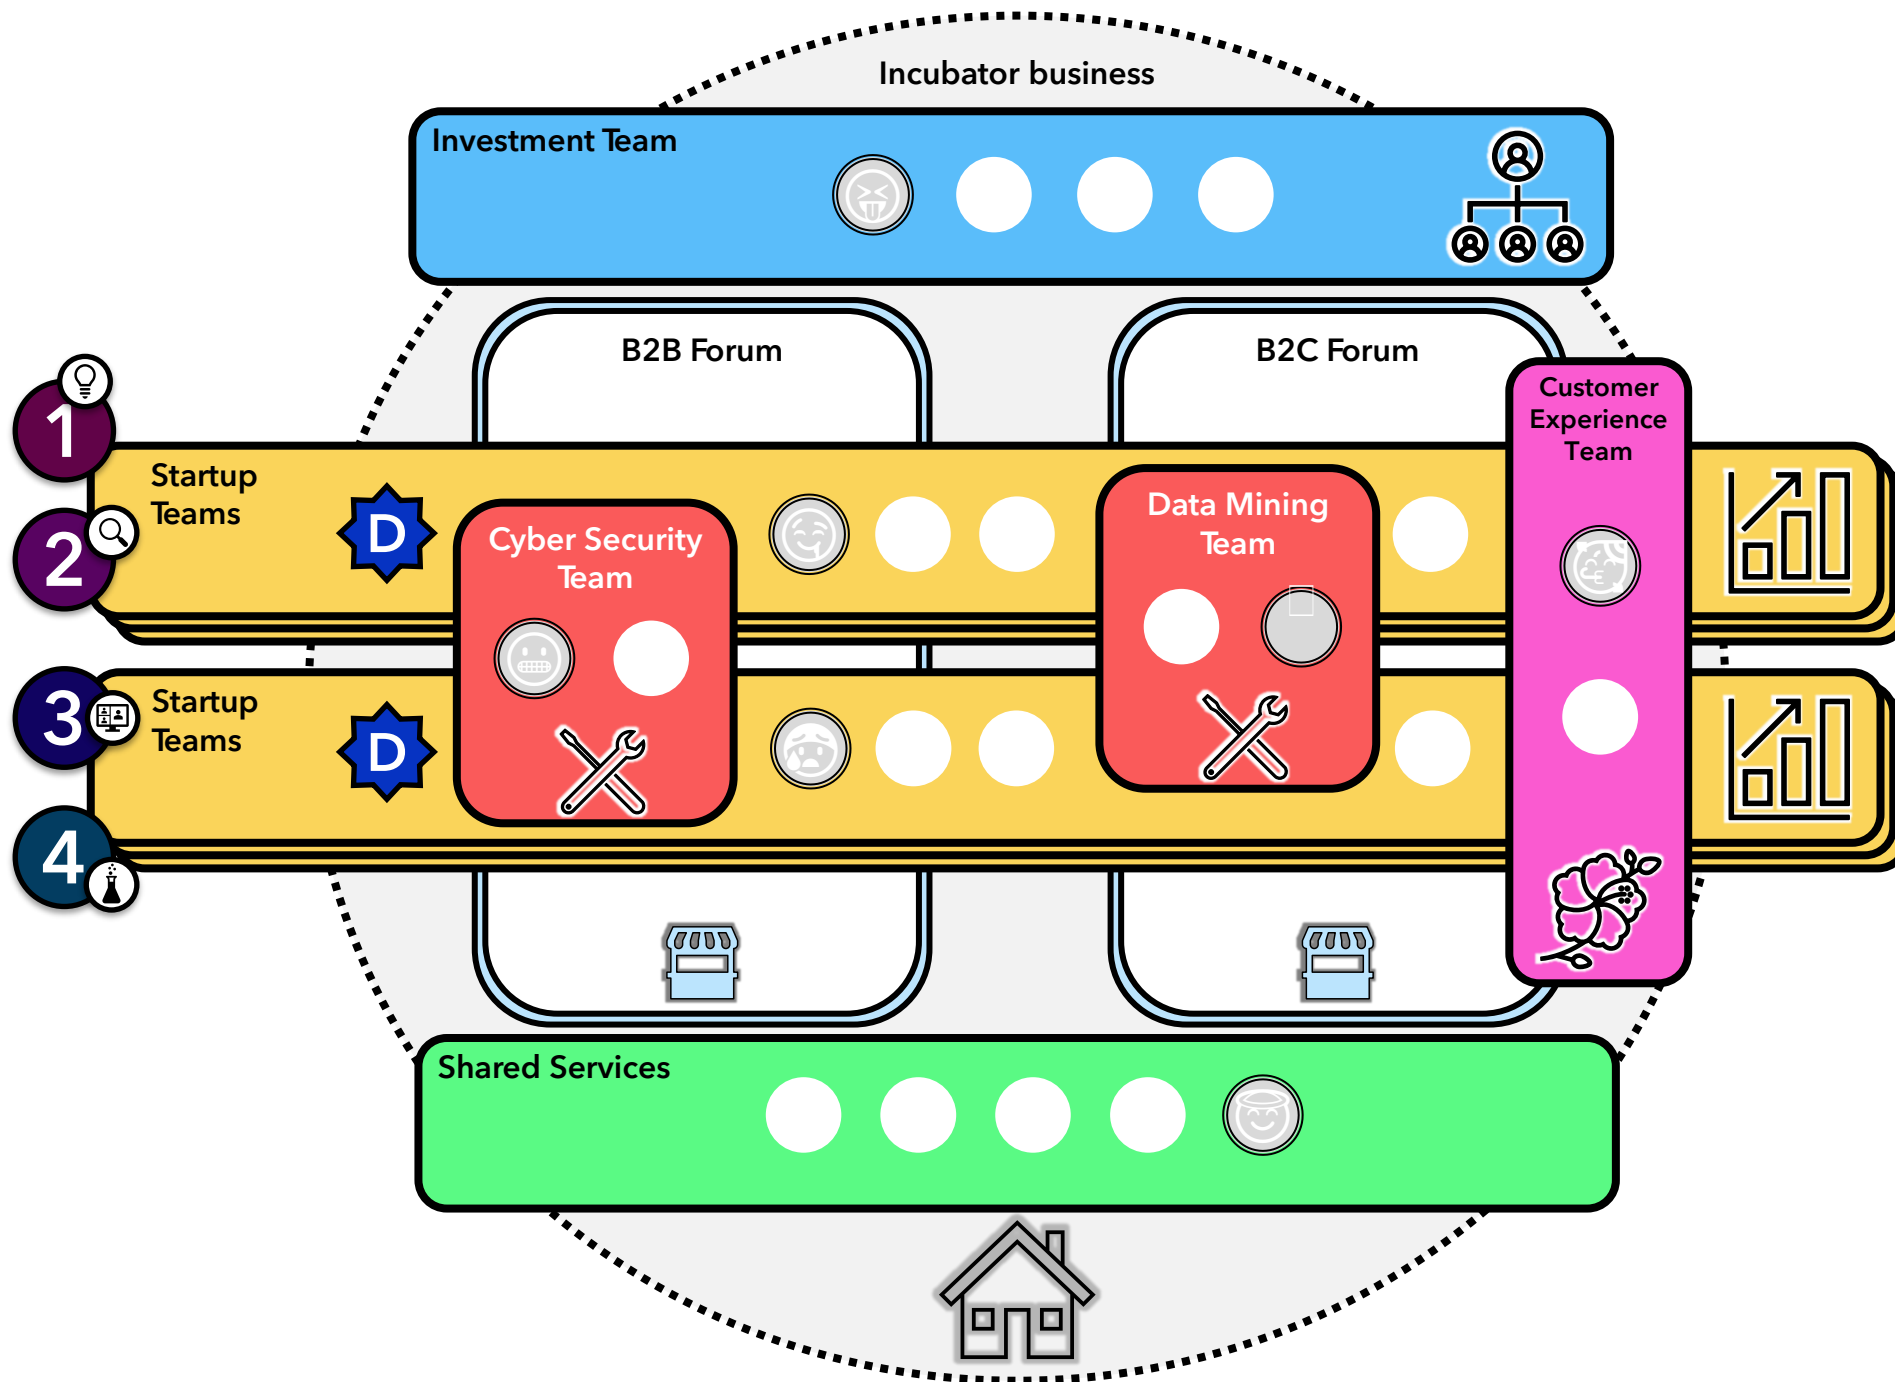 Incubator business
Investment Team
B2B Forum
B2C Forum
Customer
Experience
Team
1
Startup
Teams
D
2
Cyber Security
Team
Data Mining
Team
3
Startup
Teams
D
4
Shared Services